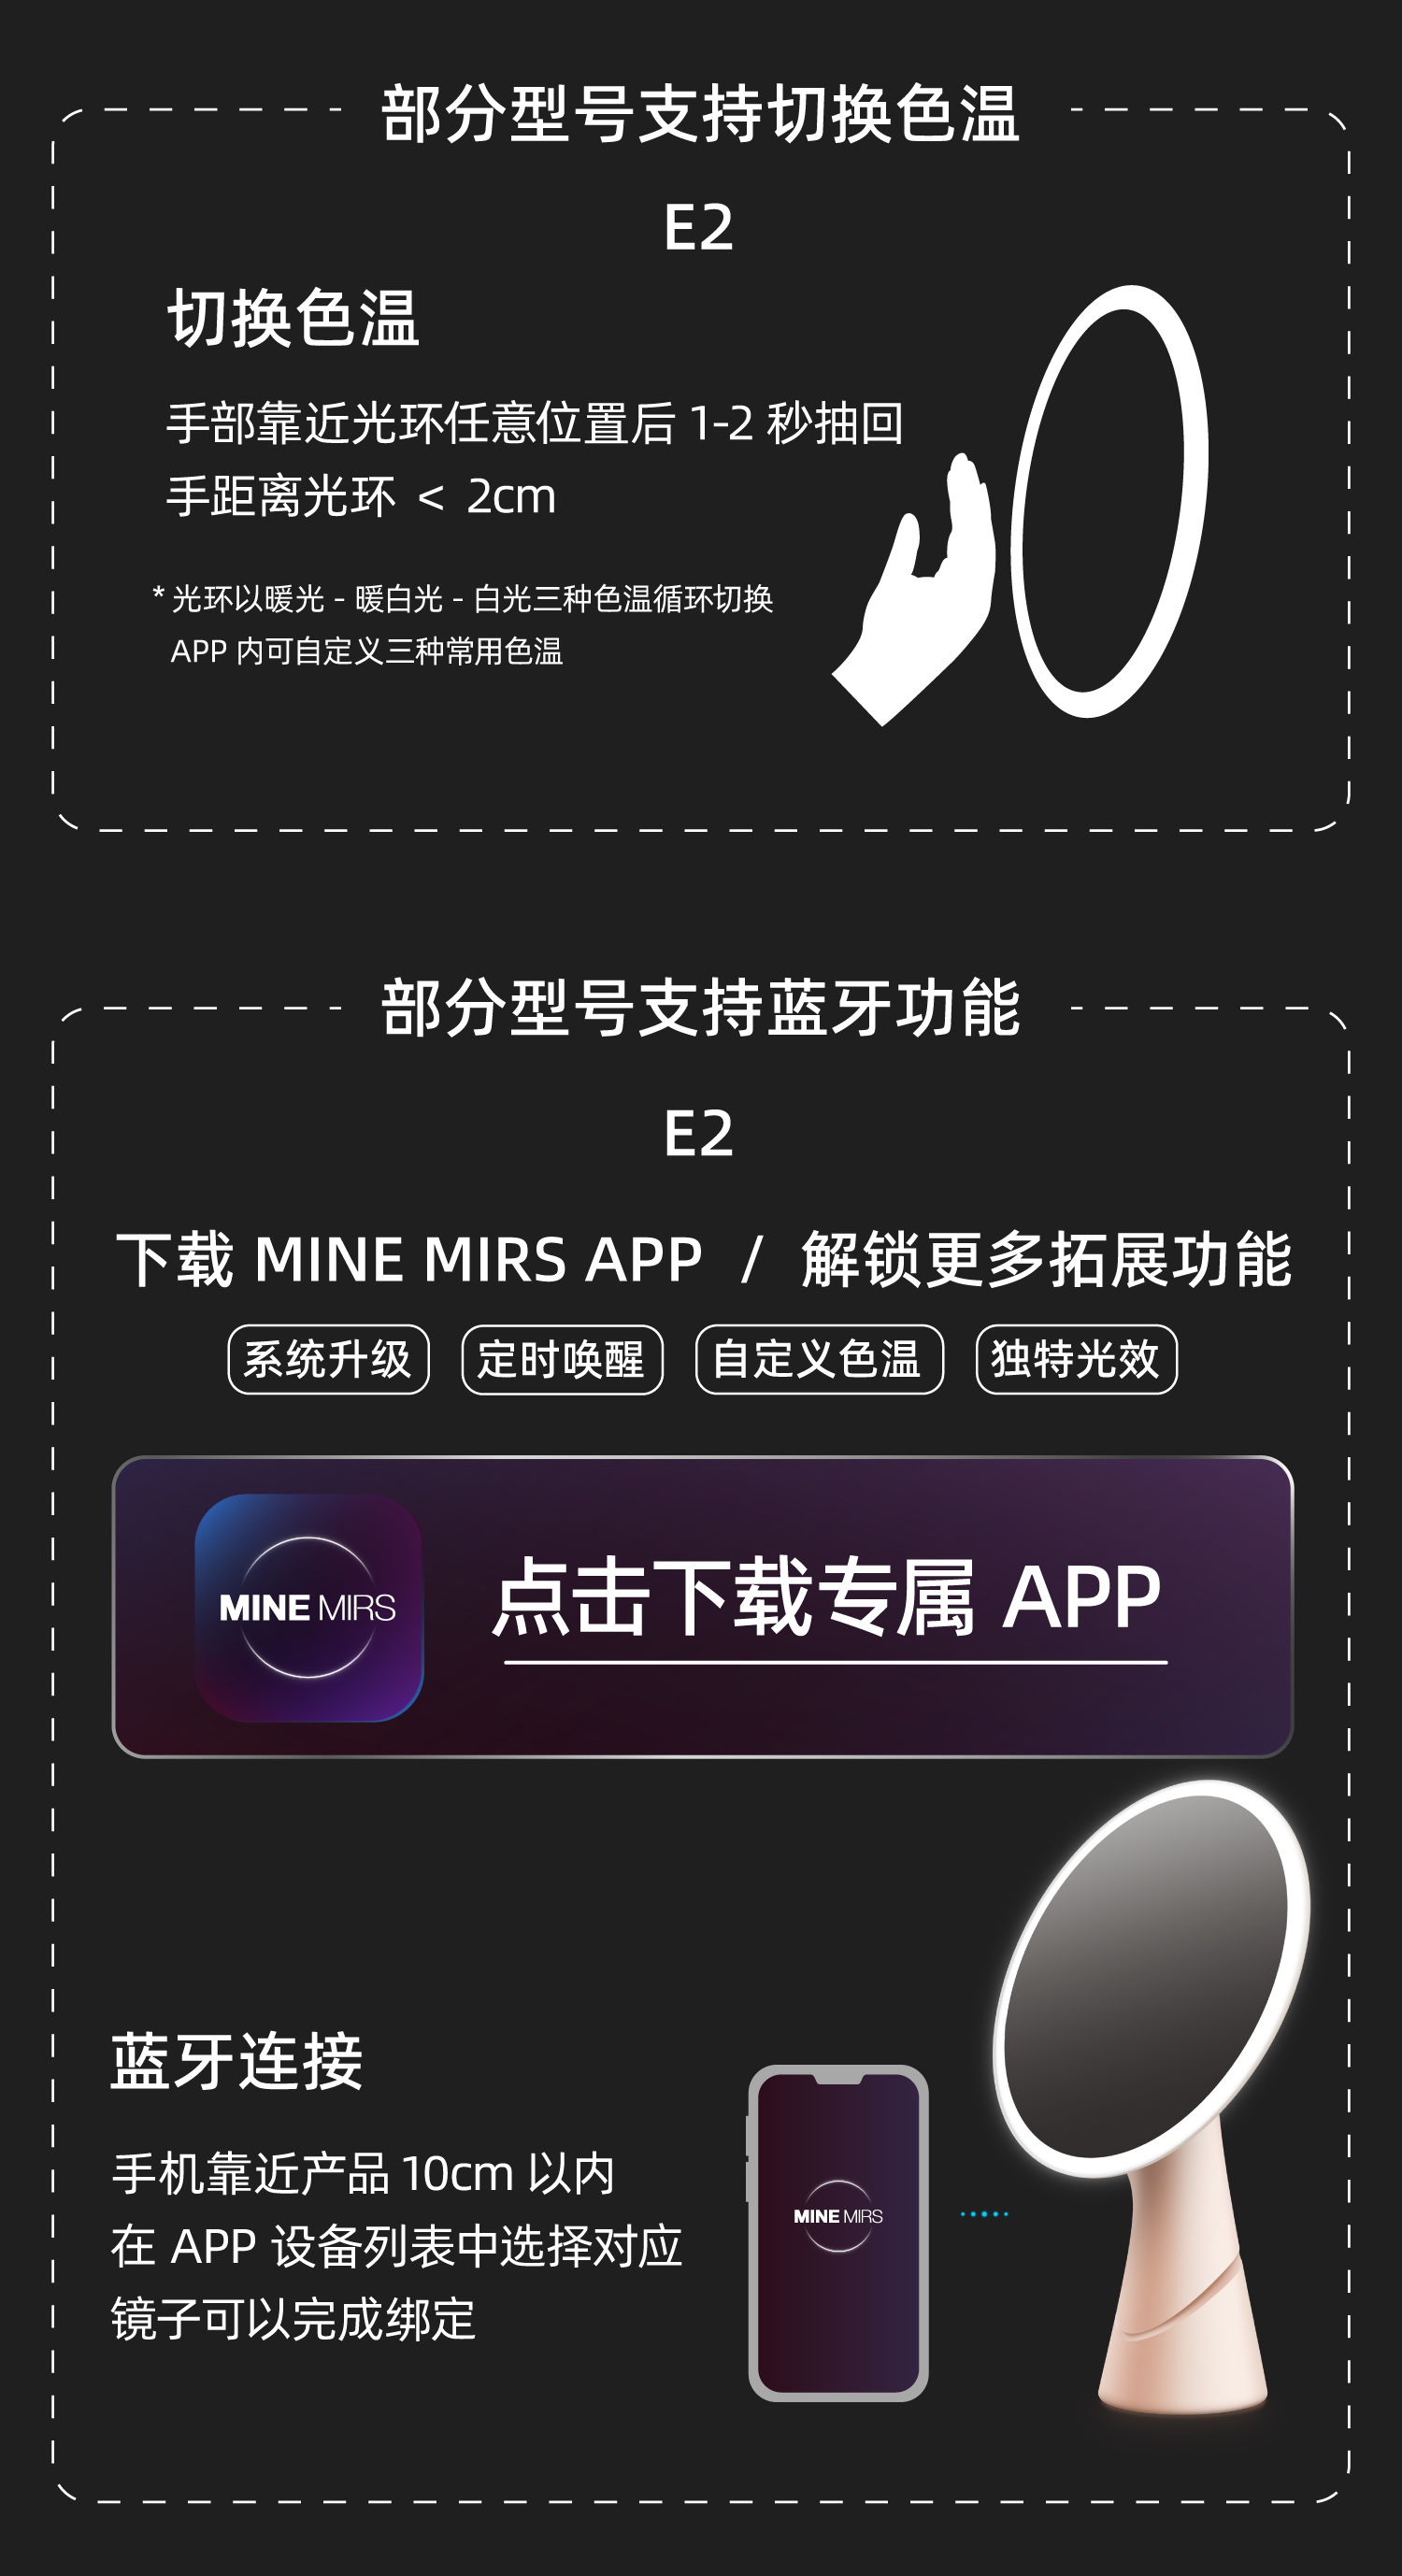 部分型号支持切换色温
E2
切换色温
手部靠近光环任意位置后 1-2 秒抽回
手距离光环 < 2cm
* 光环以暖光 - 暖白光 - 白光三种色温循环切换
APP 内可自定义三种常用色温
部分型号支持蓝牙功能
E2
下载 MINE MIRS APP / 解锁更多拓展功能
系统升级 定时唤醒 自定义色温 独特光效
MINE MIRS
点击下载专属 APP
蓝牙连接
手机靠近产品 10cm 以内
在 APP 设备列表中选择对应
镜子可以完成绑定
MINE MIRS